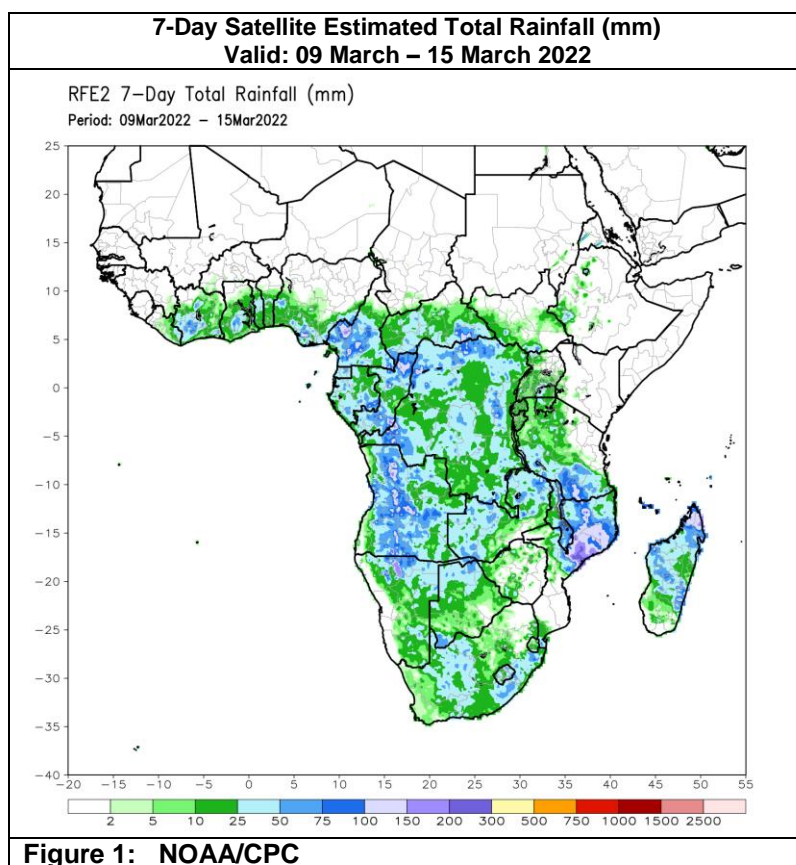 7-Day Satellite Estimated Total Rainfall (mm)
Valid: 09 March – 15 March 2022
RFE2 7-Day Total Rainfall (mm)
Period: 09Mar2022 – 15Mar2022
25
20
15
10
5
0
-5
-10
-15
-20
-25
-30
-35
-40
-20 -15 -10 -5 0 5 10 15 20 25 30 35 40 45 50 55
2 5 10 25 50 75 100 150 200 300 500 750 1000 1500 2500
Figure 1: NOAA/CPC